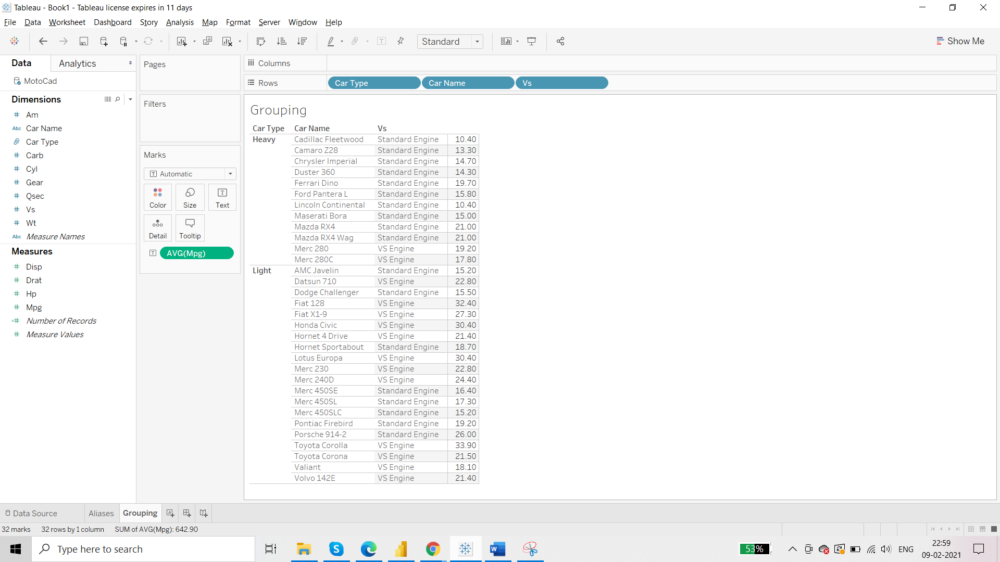 Tableau - Book1 - Tableau license expires in 11 days
File Data Worksheet Dashboard Story Analysis Map Format Server Window Help
Standard
Show Me
Data Analytics
MotoCad
Dimensions
# Am
Abc Car Name
Car Type
# Carb
# Cyl
# Gear
# Qsec
# Vs
# Wt
Abc Measure Names
Measures
# Disp
# Drat
# Hp
# Mpg
=# Number of Records
# Measure Values
Pages
Filters
Marks
T Automatic
Color Size Text
Detail Tooltip
T AVG(Mpg)
iii Columns
Rows Car Type Car Name Vs
Grouping
Car Type Car Name Vs
Heavy Cadillac Fleetwood Standard Engine 10.40
Camaro Z28 Standard Engine 13.30
Chrysler Imperial Standard Engine 14.70
Duster 360 Standard Engine 14.30
Ferrari Dino Standard Engine 19.70
Ford Pantera L Standard Engine 15.80
Lincoln Continental Standard Engine 10.40
Maserati Bora Standard Engine 15.00
Mazda RX4 Standard Engine 21.00
Mazda RX4 Wag Standard Engine 21.00
Merc 280 VS Engine 19.20
Merc 280C VS Engine 17.80
Light AMC Javelin Standard Engine 15.20
Datsun 710 VS Engine 22.80
Dodge Challenger Standard Engine 15.50
Fiat 128 VS Engine 32.40
Fiat X1-9 VS Engine 27.30
Honda Civic VS Engine 30.40
Hornet 4 Drive VS Engine 21.40
Hornet Sportabout Standard Engine 18.70
Lotus Europa VS Engine 30.40
Merc 230 VS Engine 22.80
Merc 240D VS Engine 24.40
Merc 450SE Standard Engine 16.40
Merc 450SL Standard Engine 17.30
Merc 450SLC Standard Engine 15.20
Pontiac Firebird Standard Engine 19.20
Porsche 914-2 Standard Engine 26.00
Toyota Corolla VS Engine 33.90
Toyota Corona VS Engine 21.50
Valiant VS Engine 18.10
Volvo 142E VS Engine 21.40
Data Source Aliases Grouping
32 marks 32 rows by 1 column SUM of AVG(Mpg): 642.90
Type here to search
53%
ENG
22:59
09-02-2021